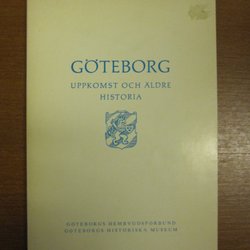 GÖTEBORG
UPPKOMST OCH ÄLDRE
HISTORIA
GÖTEBORGS HEMBYGDSFÖRBUND
GÖTEBORGS HISTORISKA MUSEUM